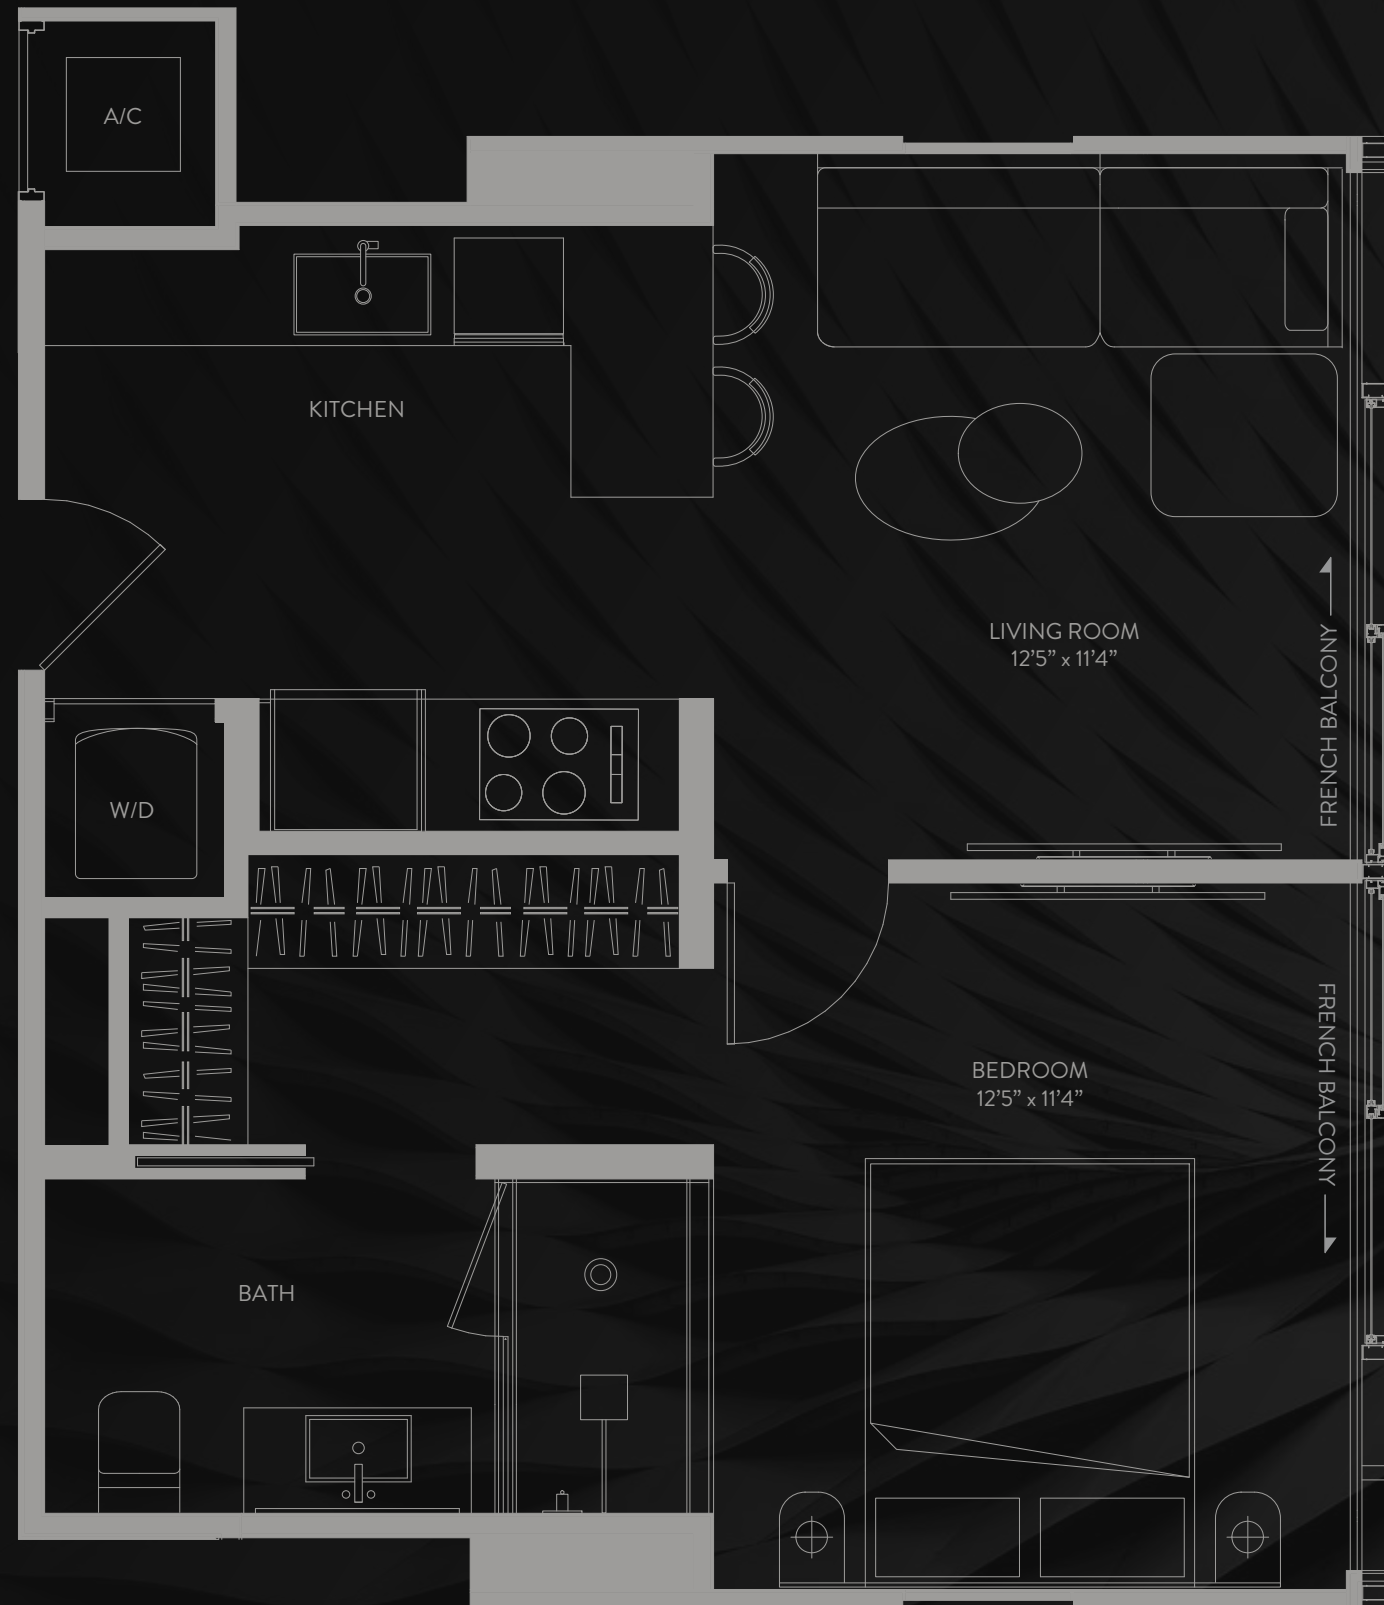 A/C
KITCHEN
LIVING ROOM
12’5” x 11’4”
FRENCH BALCONY
W/D
BEDROOM
12’5” x 11’4”
FRENCH BALCONY
BATH